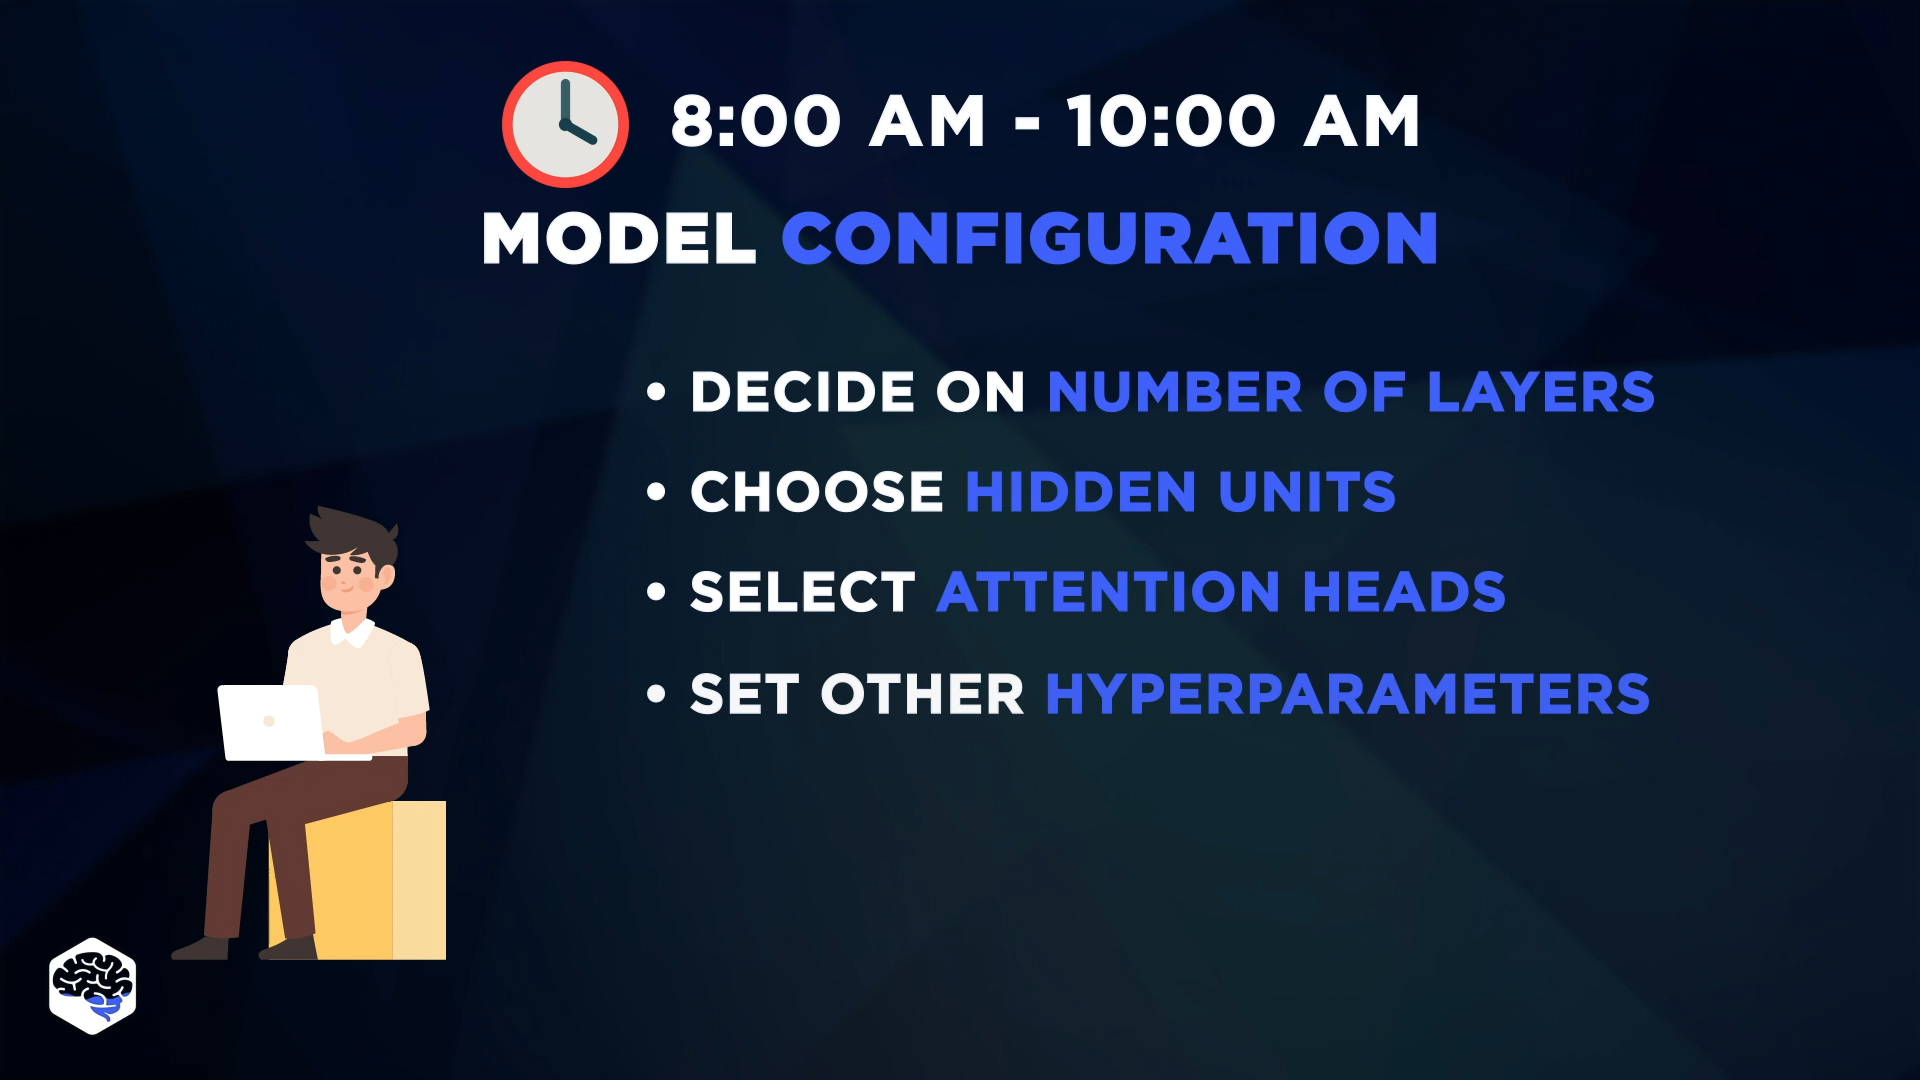 8:00 AM - 10:00 AM
MODEL CONFIGURATION
• DECIDE ON NUMBER OF LAYERS
• CHOOSE HIDDEN UNITS
• SELECT ATTENTION HEADS
• SET OTHER HYPERPARAMETERS